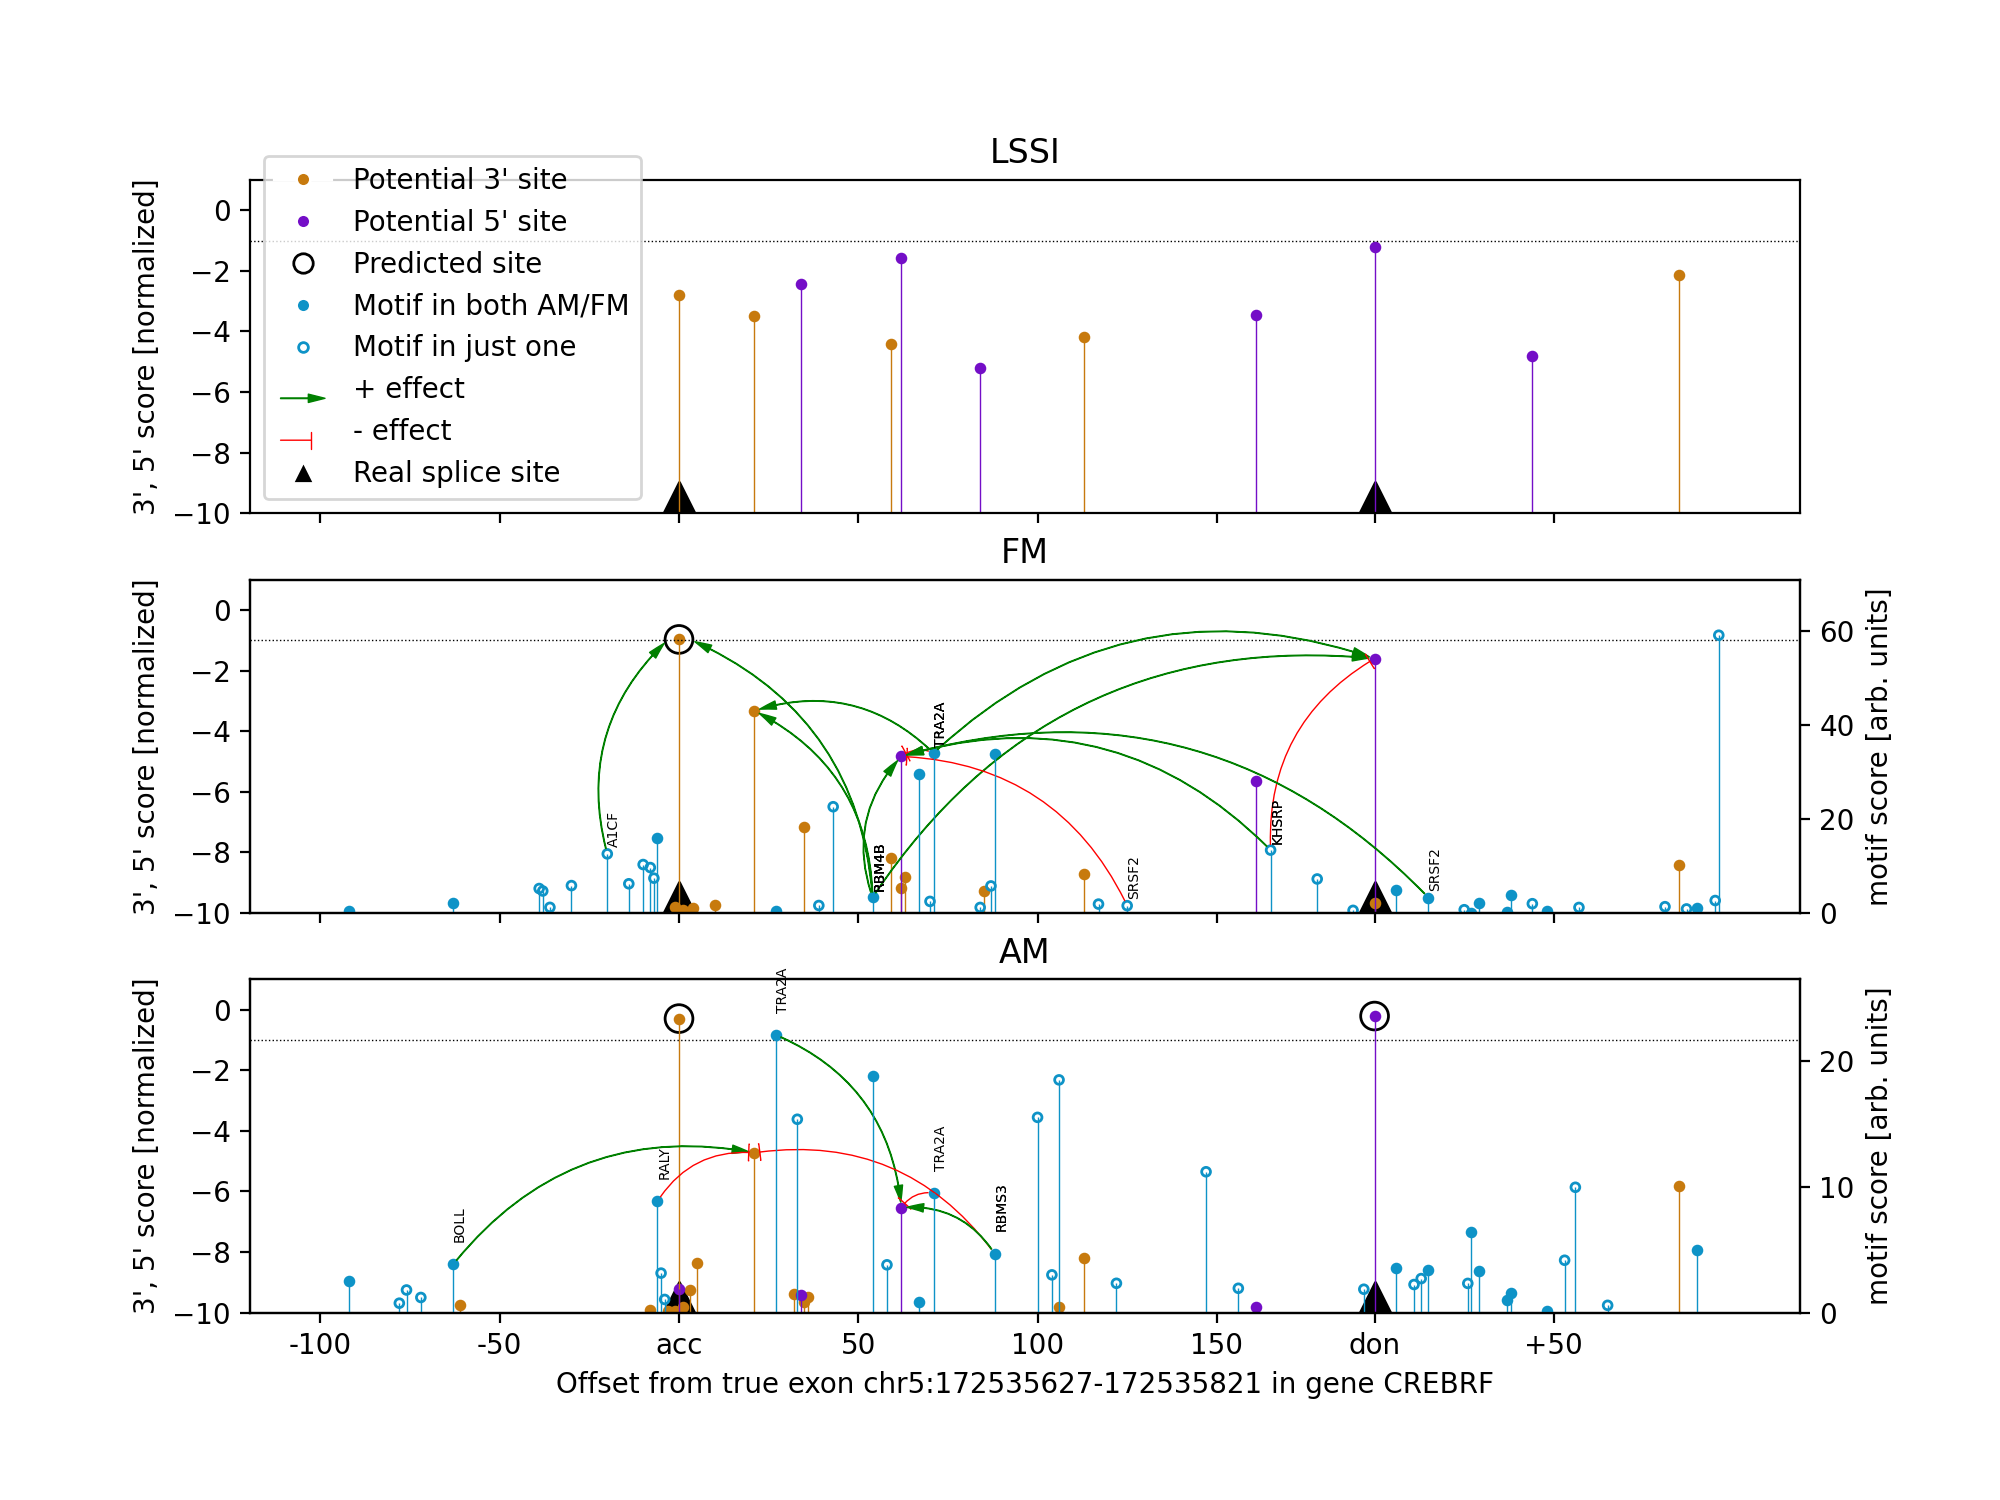 LSSI
3', 5' score [normalized]
0
−2
−4
−6
−8
−10
Potential 3' site
Potential 5' site
Predicted site
Motif in both AM/FM
Motif in just one
+ effect
- effect
Real splice site
FM
3', 5' score [normalized]
0
−2
−4
−6
−8
−10
A1CF
RBM4B
TRA2A
SRSF2
KHSRP
SRSF2
60
40
20
0
motif score [arb. units]
AM
3', 5' score [normalized]
0
−2
−4
−6
−8
−10
BOLL
RALY
TRA2A
TRA2A
RBMS3
20
10
0
motif score [arb. units]
-100 -50 acc 50 100 150 don +50
Offset from true exon chr5:172535627-172535821 in gene CREBRF